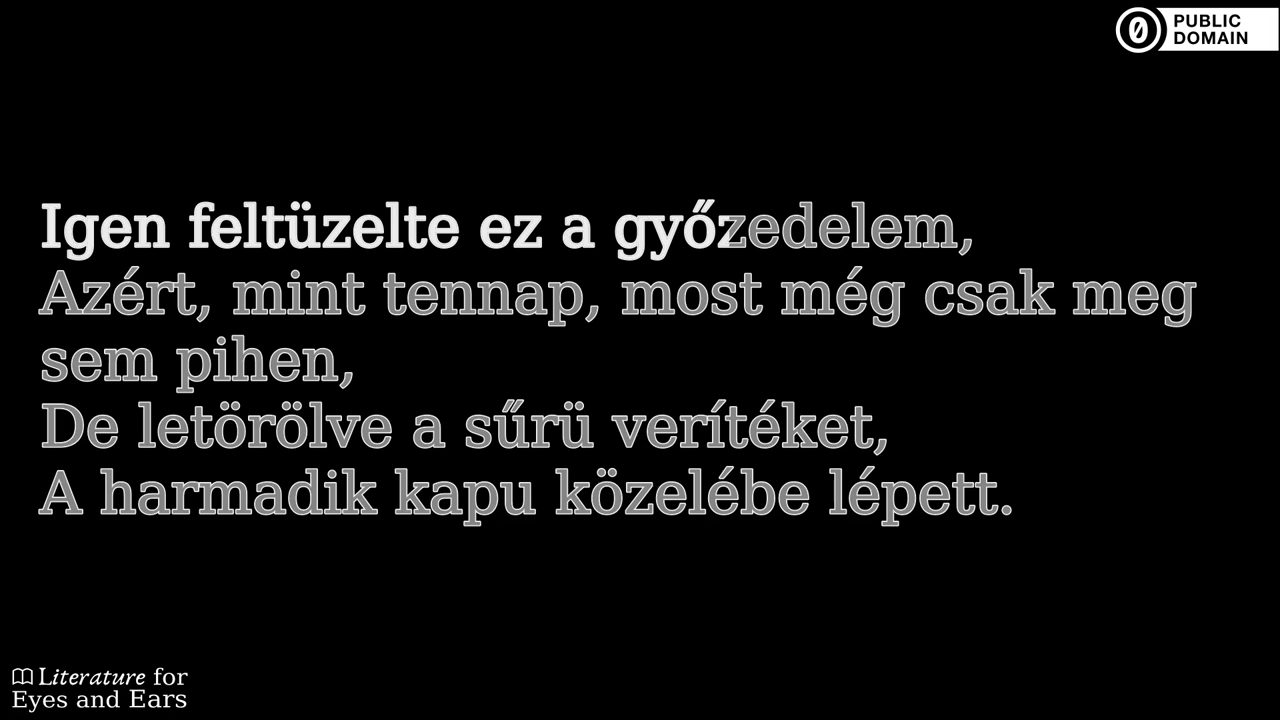 PUBLIC
DOMAIN
Igen feltüzelte ez a győzedelem,
Azért, mint tennap, most még csak meg
sem pihen,
De letörölve a sűrü verítéket,
A harmadik kapu közelébe lépett.
Literature for
Eyes and Ears